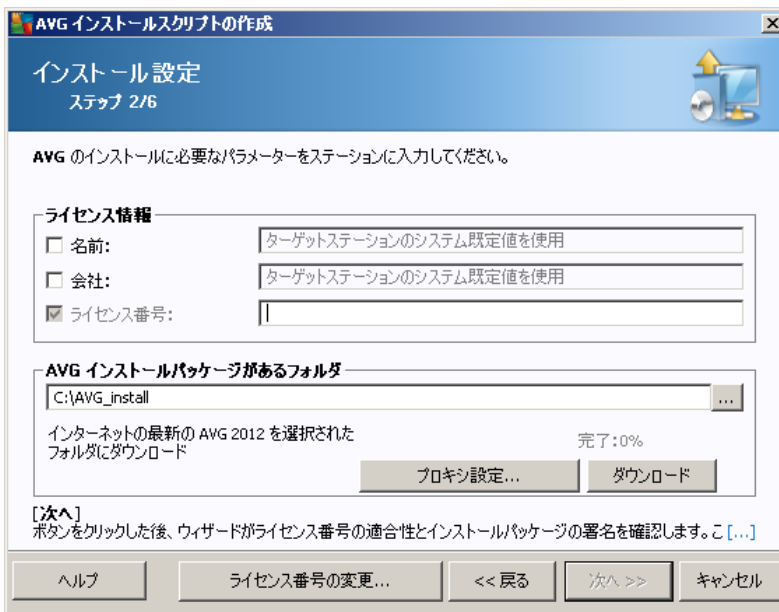 AVG インストールスクリプトの作成
インストール設定
ステップ 2/6
AVG のインストールに必要なパラメーターをステーションに入力してください。
ライセンス情報
名前:
ターゲットステーションのシステム既定値を使用
会社:
ターゲットステーションのシステム既定値を使用
ライセンス番号:
AVG インストールパッケージがあるフォルダ
C:\AVG_install
...
インターネットの最新の AVG 2012 を選択された
フォルダにダウンロード
完了:0%
プロキシ設定...
ダウンロード
[次へ]
ボタンをクリックした後、ウィザードがライセンス番号の適合性とインストールパッケージの署名を確認します。こ [...]
ヘルプ
ライセンス番号の変更...
<< 戻る
次へ >>
キャンセル